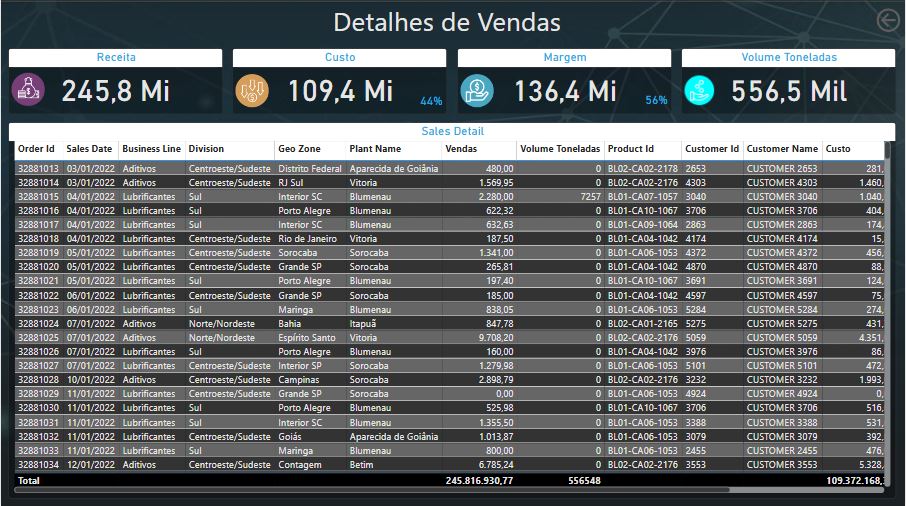 Detalhes de Vendas
Receita
Custo
Margem
Volume Toneladas
245,8 Mi
109,4 Mi
44%
136,4 Mi
56%
556,5 Mil
Sales Detail
Order Id Sales Date Business Line Division Geo Zone Plant Name Vendas Volume Toneladas Product Id Customer Id Customer Name Custo
32881013 03/01/2022 Aditivos Centroeste/Sudeste Distrito Federal Aparecida de Goiânia 480,00 0 BL02-CA02-2178 2653 CUSTOMER 2653 281,
32881014 03/01/2022 Aditivos Centroeste/Sudeste RJ Sul Vitoria 1.569,95 0 BL02-CA02-2176 4303 CUSTOMER 4303 1.460,
32881015 04/01/2022 Lubrificantes Sul Interior SC Blumenau 2.280,00 7257 BL01-CA07-1057 3040 CUSTOMER 3040 1.040,
32881016 04/01/2022 Lubrificantes Sul Porto Alegre Blumenau 622,32 0 BL01-CA10-1067 3706 CUSTOMER 3706 404,
32881017 04/01/2022 Lubrificantes Sul Interior SC Blumenau 632,63 0 BL01-CA09-1064 2863 CUSTOMER 2863 174,
32881018 04/01/2022 Lubrificantes Centroeste/Sudeste Rio de Janeiro Vitoria 187,50 0 BL01-CA04-1042 4174 CUSTOMER 4174 15,
32881019 05/01/2022 Lubrificantes Centroeste/Sudeste Sorocaba Sorocaba 1.341,00 0 BL01-CA06-1053 4372 CUSTOMER 4372 456,
32881020 05/01/2022 Lubrificantes Centroeste/Sudeste Grande SP Sorocaba 265,81 0 BL01-CA04-1042 4870 CUSTOMER 4870 88,
32881021 05/01/2022 Lubrificantes Sul Porto Alegre Blumenau 197,40 0 BL01-CA10-1067 3691 CUSTOMER 3691 124,
32881022 06/01/2022 Lubrificantes Centroeste/Sudeste Grande SP Sorocaba 185,00 0 BL01-CA04-1042 4597 CUSTOMER 4597 75,
32881023 06/01/2022 Lubrificantes Sul Maringa Blumenau 838,05 0 BL01-CA06-1053 5284 CUSTOMER 5284 274,
32881024 07/01/2022 Aditivos Norte/Nordeste Bahia Itapuã 847,78 0 BL02-CA01-2165 5275 CUSTOMER 5275 431,
32881025 07/01/2022 Aditivos Norte/Nordeste Espírito Santo Vitoria 9.708,20 0 BL02-CA02-2176 5059 CUSTOMER 5059 4.351,
32881026 07/01/2022 Lubrificantes Sul Porto Alegre Blumenau 160,00 0 BL01-CA04-1042 3976 CUSTOMER 3976 86,
32881027 07/01/2022 Lubrificantes Centroeste/Sudeste Interior SP Sorocaba 1.279,98 0 BL01-CA06-1053 5101 CUSTOMER 5101 472,
32881028 10/01/2022 Aditivos Centroeste/Sudeste Campinas Sorocaba 2.898,79 0 BL02-CA02-2176 3232 CUSTOMER 3232 1.993,
32881029 11/01/2022 Lubrificantes Centroeste/Sudeste Grande SP Sorocaba 0,00 0 BL01-CA06-1053 4924 CUSTOMER 4924 0,
32881030 11/01/2022 Lubrificantes Sul Porto Alegre Blumenau 525,98 0 BL01-CA10-1067 3706 CUSTOMER 3706 516,
32881031 11/01/2022 Lubrificantes Sul Interior SC Blumenau 1.355,50 0 BL01-CA06-1053 3388 CUSTOMER 3388 531,
32881032 11/01/2022 Lubrificantes Centroeste/Sudeste Goiás Aparecida de Goiânia 1.013,87 0 BL01-CA06-1053 3079 CUSTOMER 3079 392,
32881033 11/01/2022 Lubrificantes Sul Maringa Blumenau 800,00 0 BL01-CA06-1053 2455 CUSTOMER 2455 476,
32881034 12/01/2022 Aditivos Centroeste/Sudeste Contagem Betim 6.785,24 0 BL02-CA02-2176 3553 CUSTOMER 3553 5.328,
Total 245.816.930,77 556548 109.372.168,